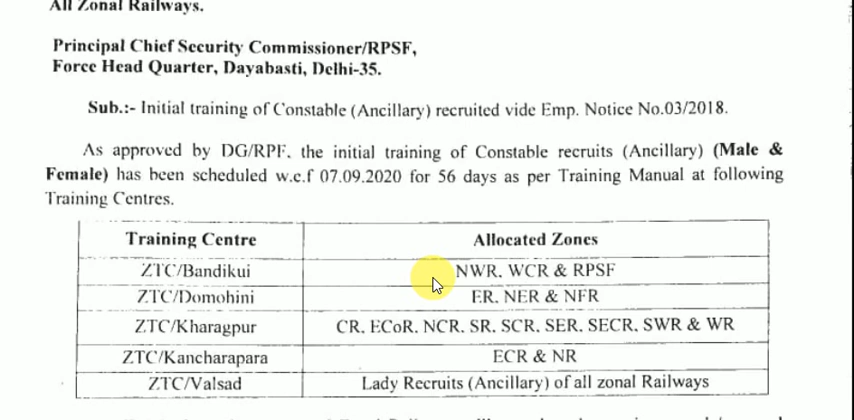 All Zonal Railways.
Principal Chief Security Commissioner/RPSF,
Force Head Quarter, Dayabasti, Delhi-35.
Sub.:- Initial training of Constable (Ancillary) recruited vide Emp. Notice No.03/2018.
As approved by DG/RPF, the initial training of Constable recruits (Ancillary) (Male &
Female) has been scheduled w.e.f 07.09.2020 for 56 days as per Training Manual at following
Training Centres.
Training Centre Allocated Zones
ZTC/Bandikui NWR, WCR & RPSF
ZTC/Domohini ER, NER & NFR
ZTC/Kharagpur CR, ECoR, NCR, SR, SCR, SER, SECR, SWR & WR
ZTC/Kancharapara ECR & NR
ZTC/Valsad Lady Recruits (Ancillary) of all zonal Railways